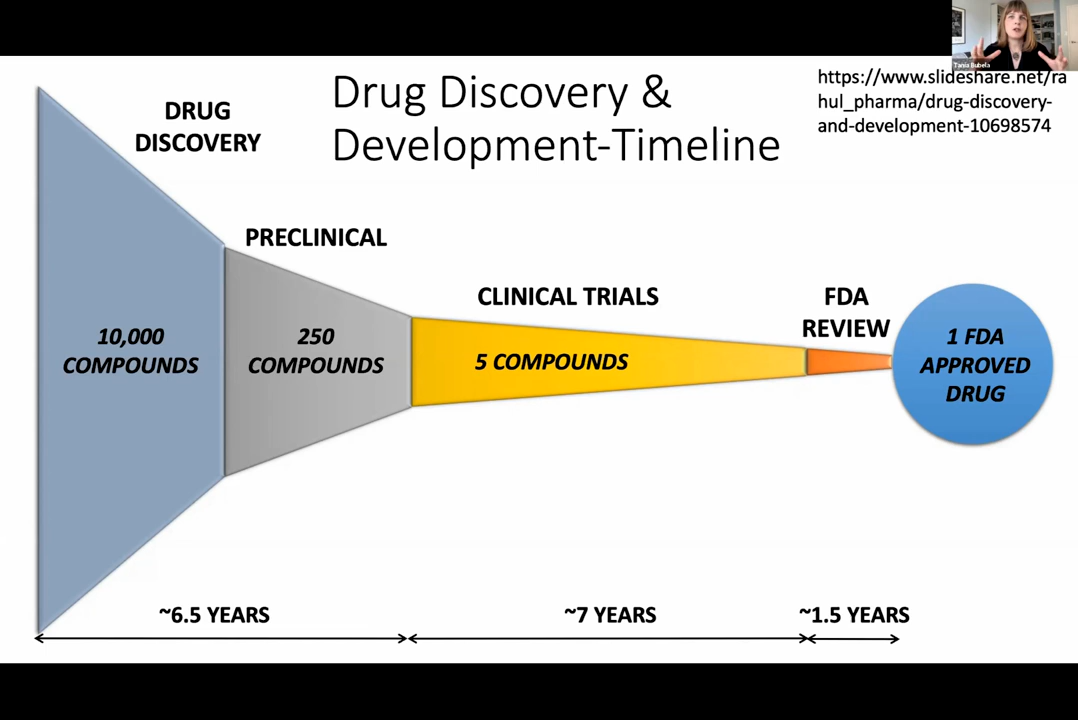 Tania Bubela
https://www.slideshare.net/ra
hul_pharma/drug-discovery-
and-development-10698574
Drug Discovery &
Development-Timeline
DRUG
DISCOVERY
PRECLINICAL
CLINICAL TRIALS
FDA
REVIEW
10,000
COMPOUNDS
250
COMPOUNDS
5 COMPOUNDS
1 FDA
APPROVED
DRUG
~6.5 YEARS
~7 YEARS
~1.5 YEARS